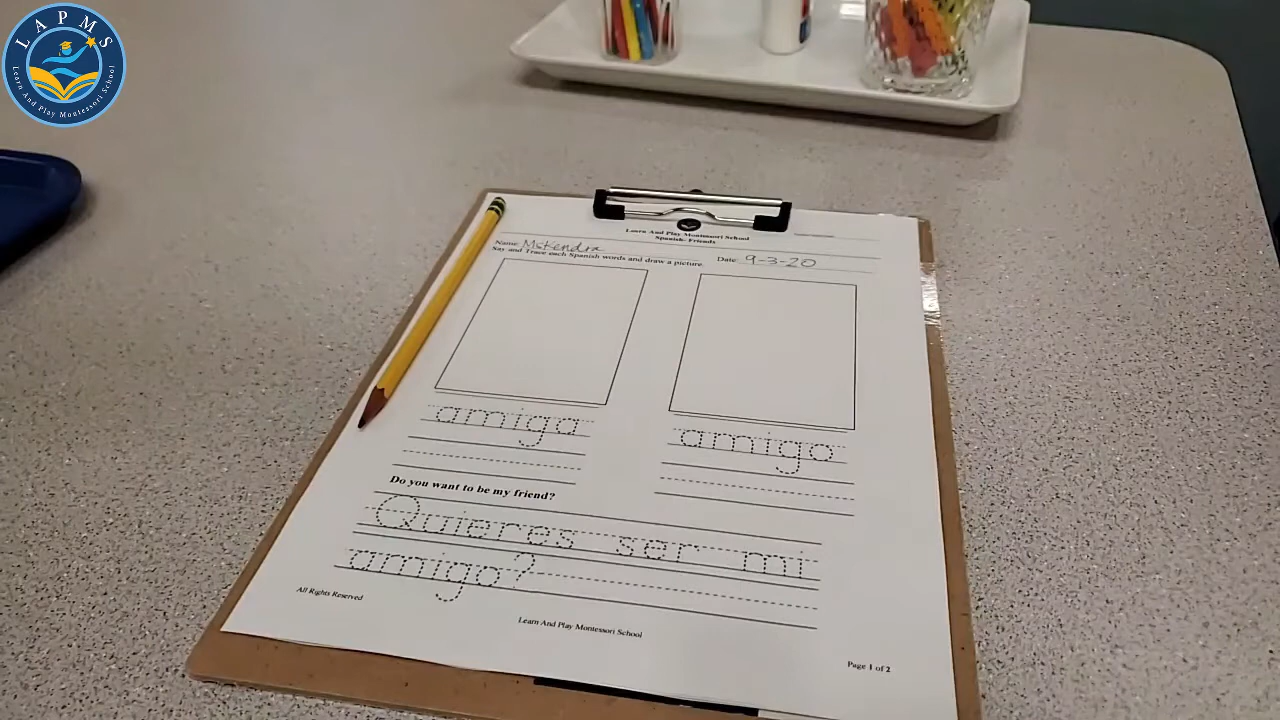 LAPMS
Learn And Play Montessori School
Learn And Play Montessori School
Spanish: Friends
Name: MsKendra
Date: 9-3-20
Say and Trace each Spanish words and draw a picture.
amiga
amigo
Do you want to be my friend?
Quieres ser mi
amigo?
All Rights Reserved
Learn And Play Montessori School
Page 1 of 2